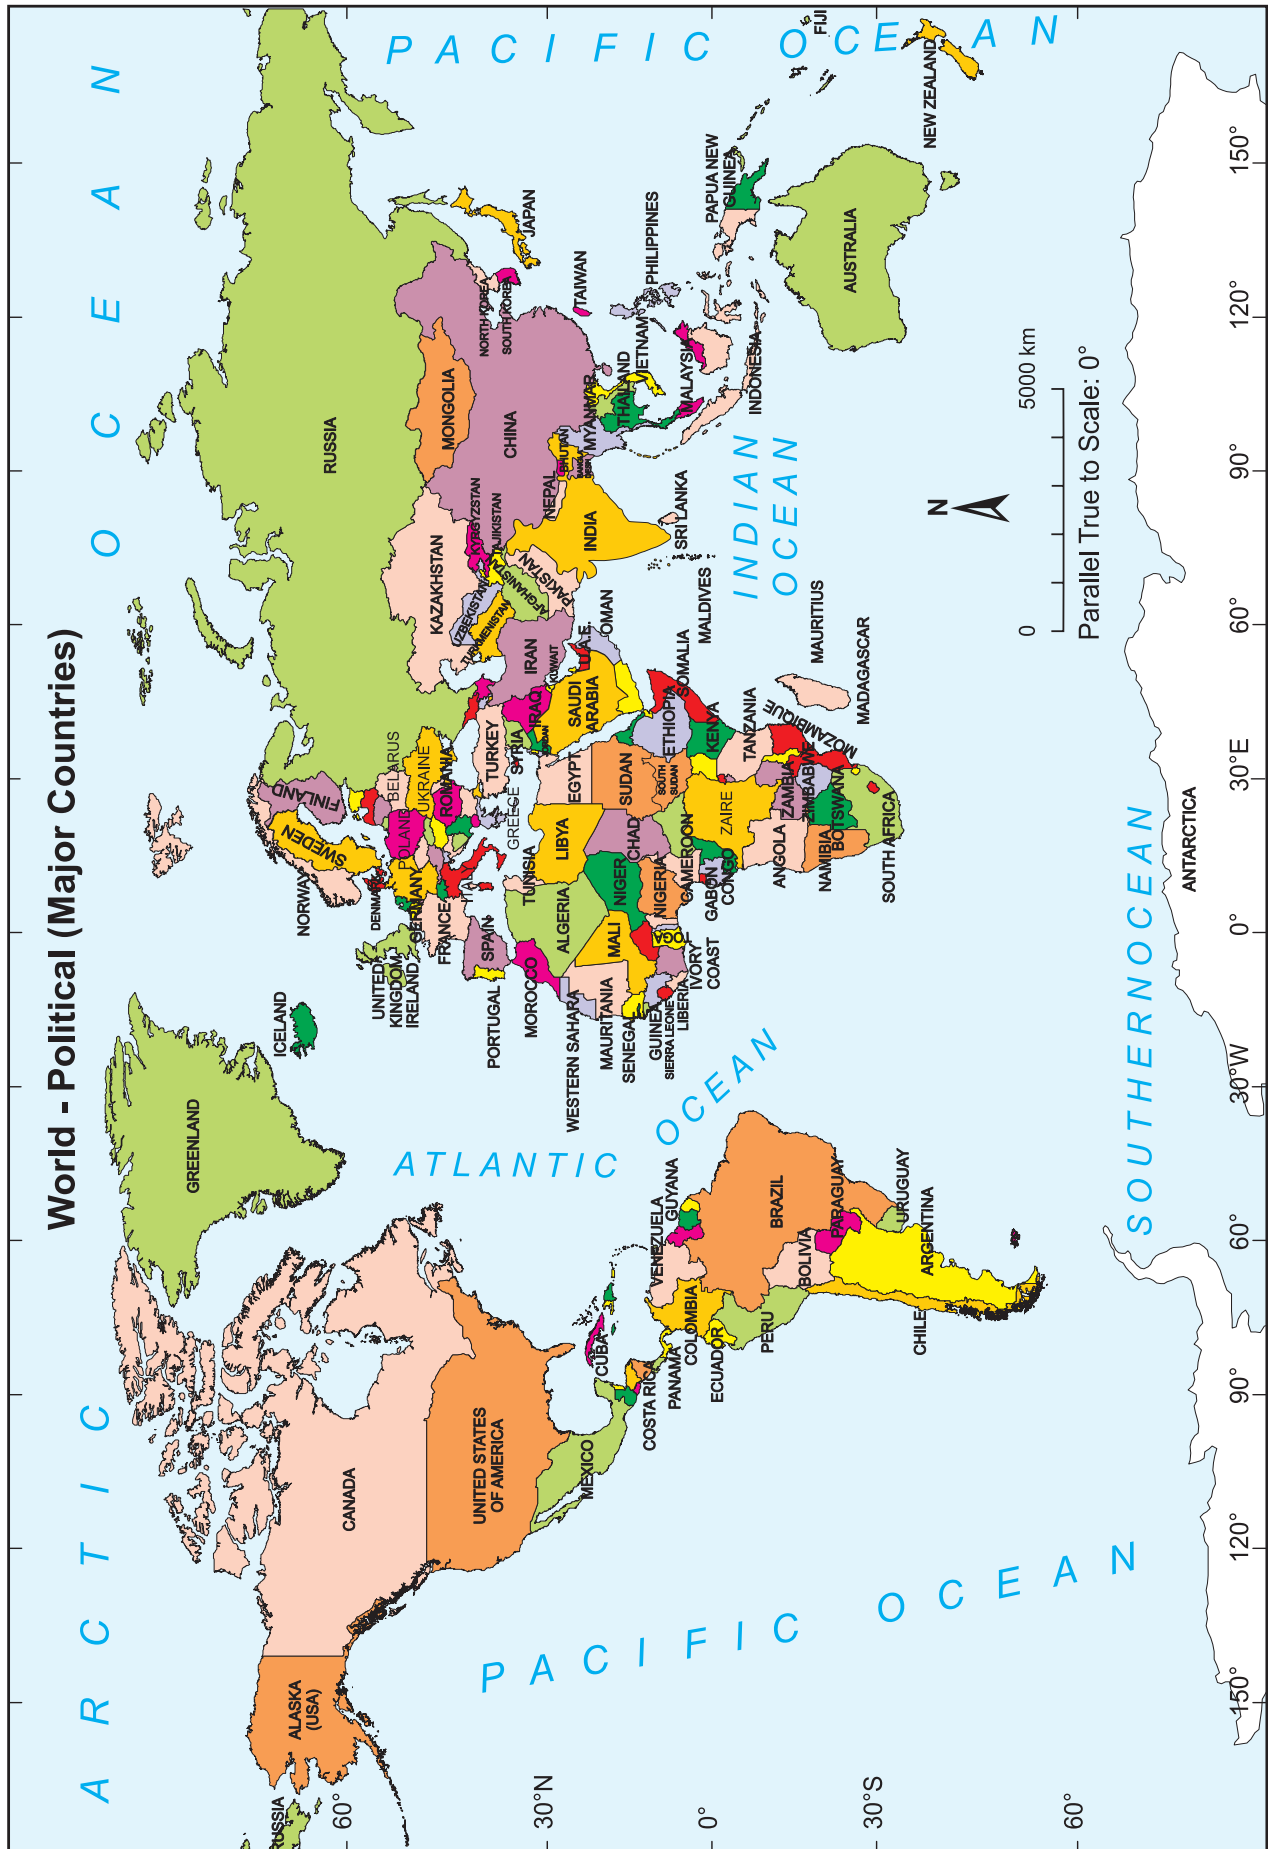 World - Political (Major Countries)
ARCTIC OCEAN
PACIFIC OCEAN
RUSSIA
ALASKA
(USA)
CANADA
GREENLAND
ICELAND
UNITED STATES
OF AMERICA
MEXICO
CUBA
COSTA RICA
PANAMA
VENEZUELA
GUYANA
COLOMBIA
ECUADOR
PERU
BRAZIL
BOLIVIA
PARAGUAY
URUGUAY
ARGENTINA
CHILE
ATLANTIC
OCEAN
PACIFIC OCEAN
NORWAY
SWEDEN
FINLAND
DENMARK
UNITED
KINGDOM
IRELAND
GERMANY
POLAND
BELARUS
UKRAINE
ROMANIA
FRANCE
SPAIN
PORTUGAL
GREECE
TURKEY
SYRIA
IRAQ
IRAN
KUWAIT
SAUDI
ARABIA
U.A.E.
OMAN
RUSSIA
KAZAKHSTAN
UZBEKISTAN
TURKMENISTAN
KYRGYZSTAN
TAJIKISTAN
AFGHANISTAN
PAKISTAN
MONGOLIA
CHINA
NORTH KOREA
SOUTH KOREA
JAPAN
TAIWAN
NEPAL
BHUTAN
INDIA
SRI LANKA
MALDIVES
MYANMAR
THAILAND
VIETNAM
PHILIPPINES
MALAYSIA
INDONESIA
PAPUA NEW
GUINEA
AUSTRALIA
NEW ZEALAND
FIJI
MOROCCO
WESTERN SAHARA
ALGERIA
TUNISIA
LIBYA
EGYPT
MAURITANIA
MALI
NIGER
CHAD
SUDAN
SOUTH
SUDAN
ETHIOPIA
SOMALIA
SENEGAL
GUINEA
SIERRA LEONE
LIBERIA
IVORY
COAST
TOGA
NIGERIA
CAMEROON
GABON
CONGO
ZAIRE
KENYA
TANZANIA
ANGOLA
ZAMBIA
ZIMBABWE
MOZAMBIQUE
NAMIBIA
BOTSWANA
SOUTH AFRICA
MADAGASCAR
MAURITIUS
INDIAN
OCEAN
N
0 5000 km
Parallel True to Scale: 0°
SOUTHERN OCEAN
ANTARCTICA
60°
30°N
0°
30°S
60°
150° 120° 90° 60° 30°W 0° 30°E 60° 90° 120° 150°